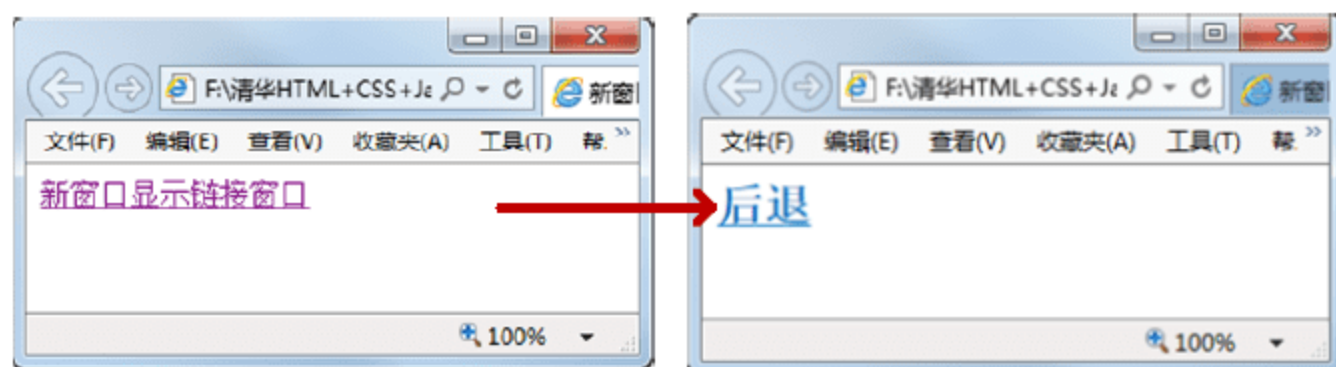 F:\清华HTML+CSS+Ja
新窗
文件(F) 编辑(E) 查看(V) 收藏夹(A) 工具(T) 帮
新窗口显示链接窗口
100%
F:\清华HTML+CSS+Ja
新窗
文件(F) 编辑(E) 查看(V) 收藏夹(A) 工具(T) 帮
后退
100%